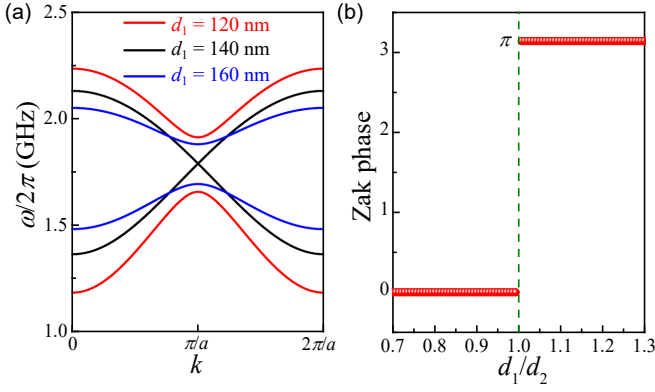 (a)
d₁ = 120 nm
d₁ = 140 nm
d₁ = 160 nm
2.5
2.0
1.5
1.0
ω/2π (GHz)
0
π/a
2π/a
k
(b)
π
3
2
1
0
Zak phase
0.7
0.8
0.9
1.0
1.1
1.2
1.3
d₁/d₂